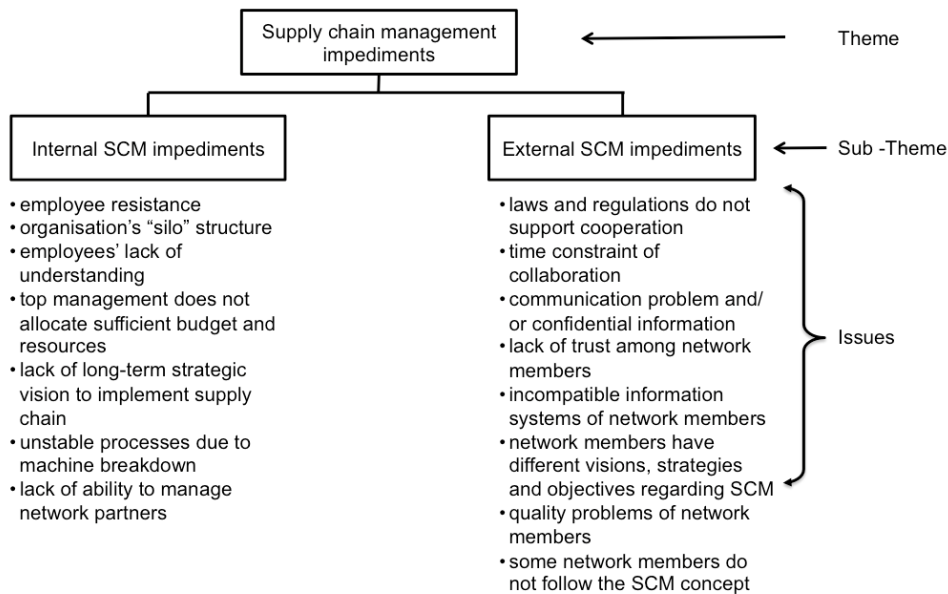 Supply chain management
impediments
Theme
Internal SCM impediments
External SCM impediments
Sub -Theme
• employee resistance
• organisation’s “silo” structure
• employees’ lack of
understanding
• top management does not
allocate sufficient budget and
resources
• lack of long-term strategic
vision to implement supply
chain
• unstable processes due to
machine breakdown
• lack of ability to manage
network partners
• laws and regulations do not
support cooperation
• time constraint of
collaboration
• communication problem and/
or confidential information
• lack of trust among network
members
• incompatible information
systems of network members
• network members have
different visions, strategies
and objectives regarding SCM
• quality problems of network
members
• some network members do
not follow the SCM concept
Issues